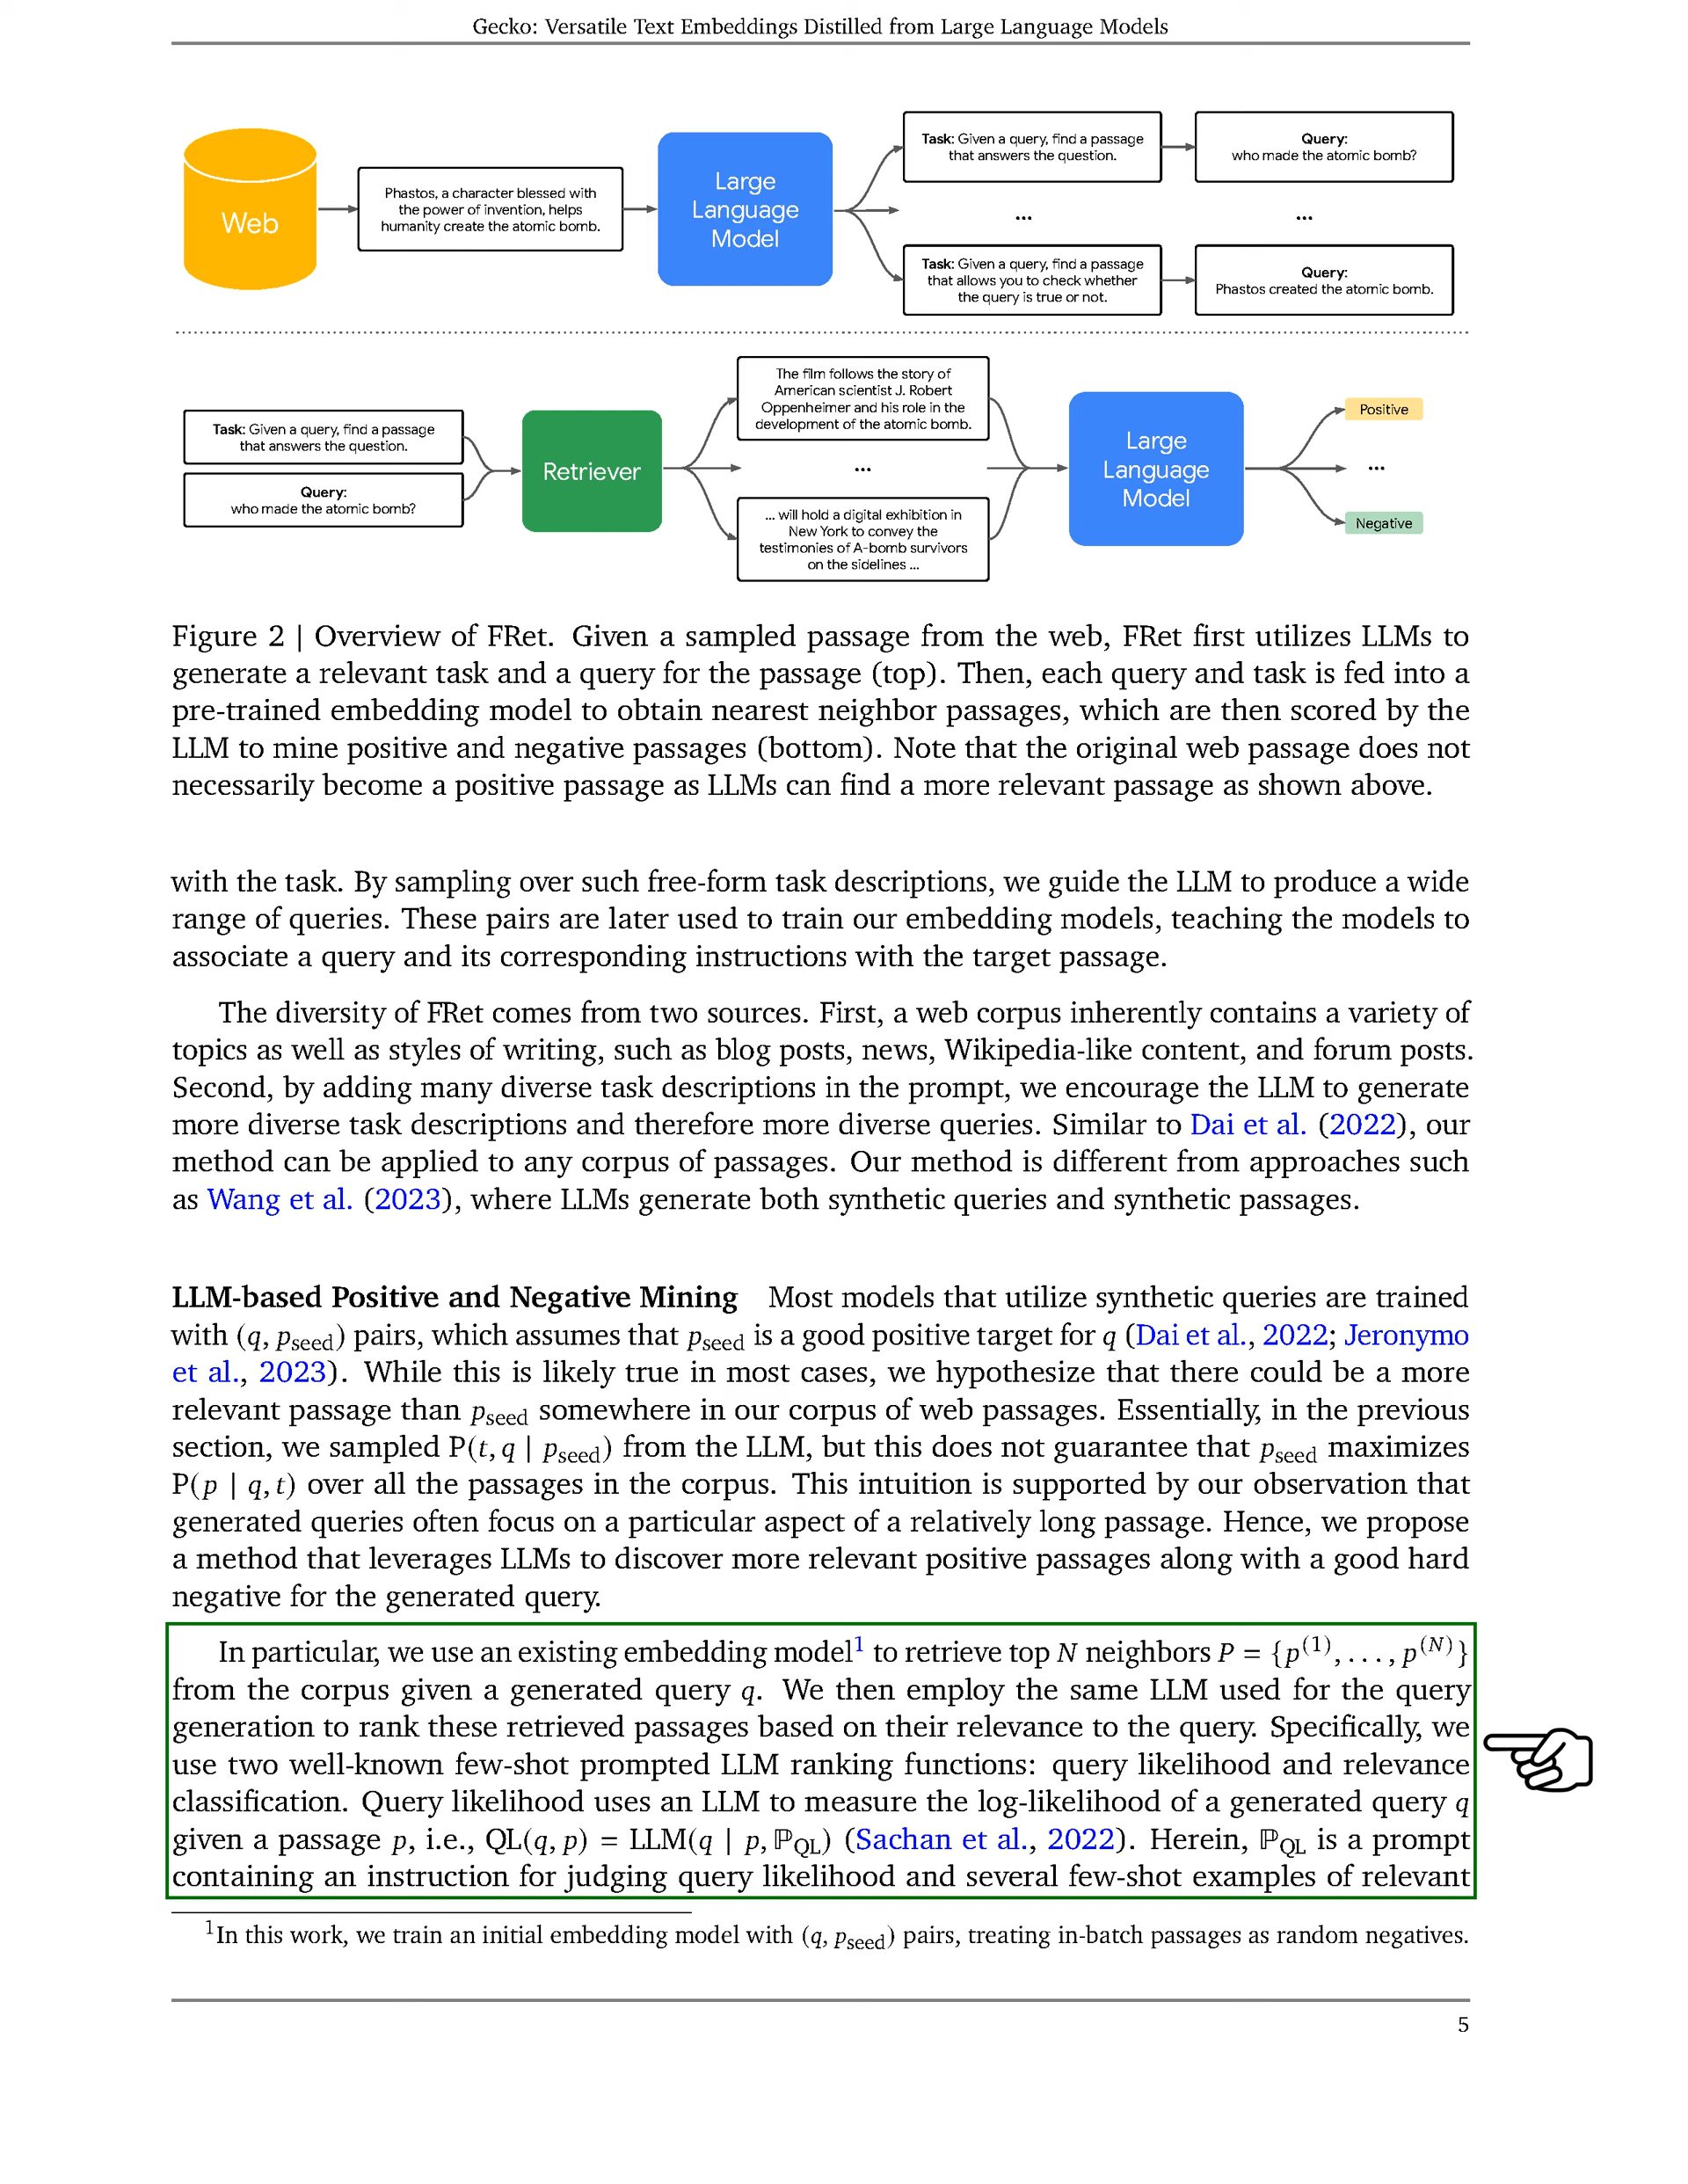 Gecko: Versatile Text Embeddings Distilled from Large Language Models
Web
Phastos, a character blessed with
the power of invention, helps
humanity create the atomic bomb.
Large
Language
Model
Task: Given a query, find a passage
that answers the question.
Query:
who made the atomic bomb?
...
...
Task: Given a query, find a passage
that allows you to check whether
the query is true or not.
Query:
Phastos created the atomic bomb.
Task: Given a query, find a passage
that answers the question.
Query:
who made the atomic bomb?
Retriever
The film follows the story of
American scientist J. Robert
Oppenheimer and his role in the
development of the atomic bomb.
...
... will hold a digital exhibition in
New York to convey the
testimonies of A-bomb survivors
on the sidelines ...
Large
Language
Model
Positive
...
Negative
Figure 2 | Overview of FRet. Given a sampled passage from the web, FRet first utilizes LLMs to
generate a relevant task and a query for the passage (top). Then, each query and task is fed into a
pre-trained embedding model to obtain nearest neighbor passages, which are then scored by the
LLM to mine positive and negative passages (bottom). Note that the original web passage does not
necessarily become a positive passage as LLMs can find a more relevant passage as shown above.
with the task. By sampling over such free-form task descriptions, we guide the LLM to produce a wide
range of queries. These pairs are later used to train our embedding models, teaching the models to
associate a query and its corresponding instructions with the target passage.
The diversity of FRet comes from two sources. First, a web corpus inherently contains a variety of
topics as well as styles of writing, such as blog posts, news, Wikipedia-like content, and forum posts.
Second, by adding many diverse task descriptions in the prompt, we encourage the LLM to generate
more diverse task descriptions and therefore more diverse queries. Similar to Dai et al. (2022), our
method can be applied to any corpus of passages. Our method is different from approaches such
as Wang et al. (2023), where LLMs generate both synthetic queries and synthetic passages.
LLM-based Positive and Negative Mining Most models that utilize synthetic queries are trained
with (q, p_seed) pairs, which assumes that p_seed is a good positive target for q (Dai et al., 2022; Jeronymo
et al., 2023). While this is likely true in most cases, we hypothesize that there could be a more
relevant passage than p_seed somewhere in our corpus of web passages. Essentially, in the previous
section, we sampled P(t, q | p_seed) from the LLM, but this does not guarantee that p_seed maximizes
P(p | q, t) over all the passages in the corpus. This intuition is supported by our observation that
generated queries often focus on a particular aspect of a relatively long passage. Hence, we propose
a method that leverages LLMs to discover more relevant positive passages along with a good hard
negative for the generated query.
In particular, we use an existing embedding model¹ to retrieve top N neighbors P = {p^(1), . . . , p^(N)}
from the corpus given a generated query q. We then employ the same LLM used for the query
generation to rank these retrieved passages based on their relevance to the query. Specifically, we
use two well-known few-shot prompted LLM ranking functions: query likelihood and relevance
classification. Query likelihood uses an LLM to measure the log-likelihood of a generated query q
given a passage p, i.e., QL(q, p) = LLM(q | p, ℙ_QL) (Sachan et al., 2022). Herein, ℙ_QL is a prompt
containing an instruction for judging query likelihood and several few-shot examples of relevant
¹In this work, we train an initial embedding model with (q, p_seed) pairs, treating in-batch passages as random negatives.
5